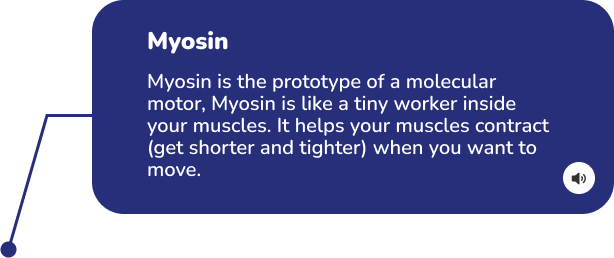 Myosin
Myosin is the prototype of a molecular
motor, Myosin is like a tiny worker inside
your muscles. It helps your muscles contract
(get shorter and tighter) when you want to
move.